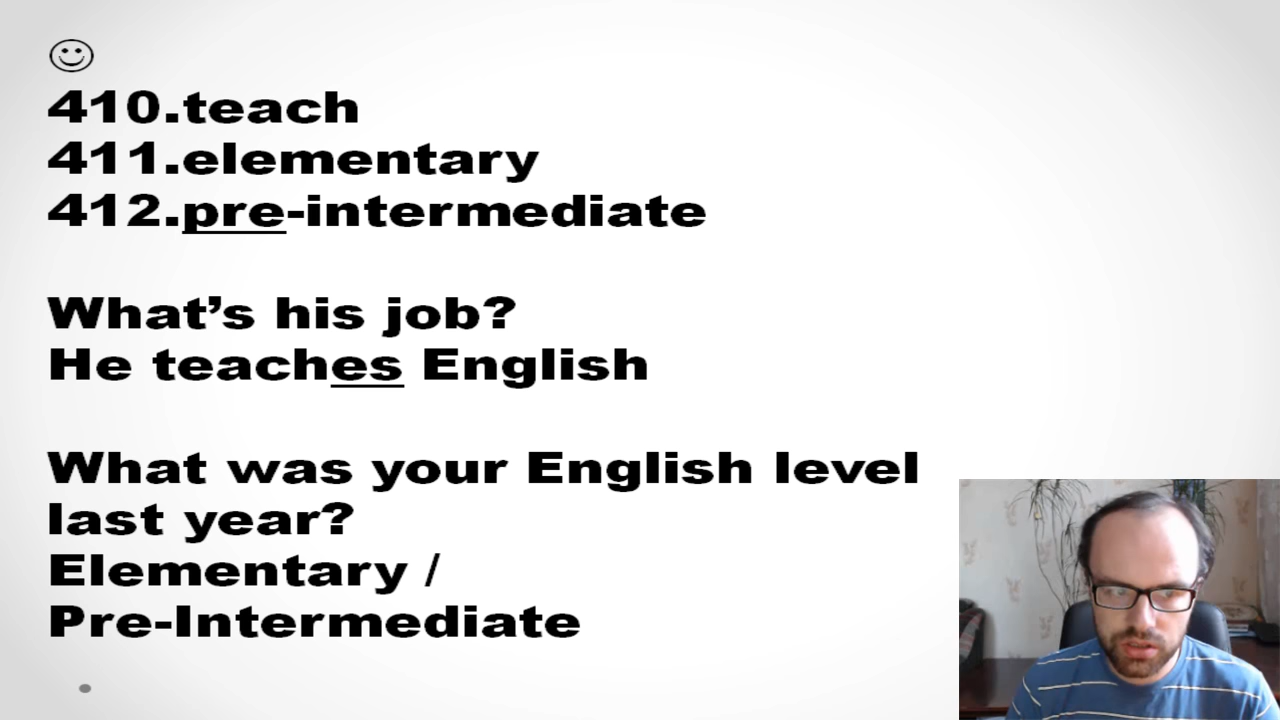 410.teach
411.elementary
412.pre-intermediate
What’s his job?
He teaches English
What was your English level
last year?
Elementary /
Pre-Intermediate